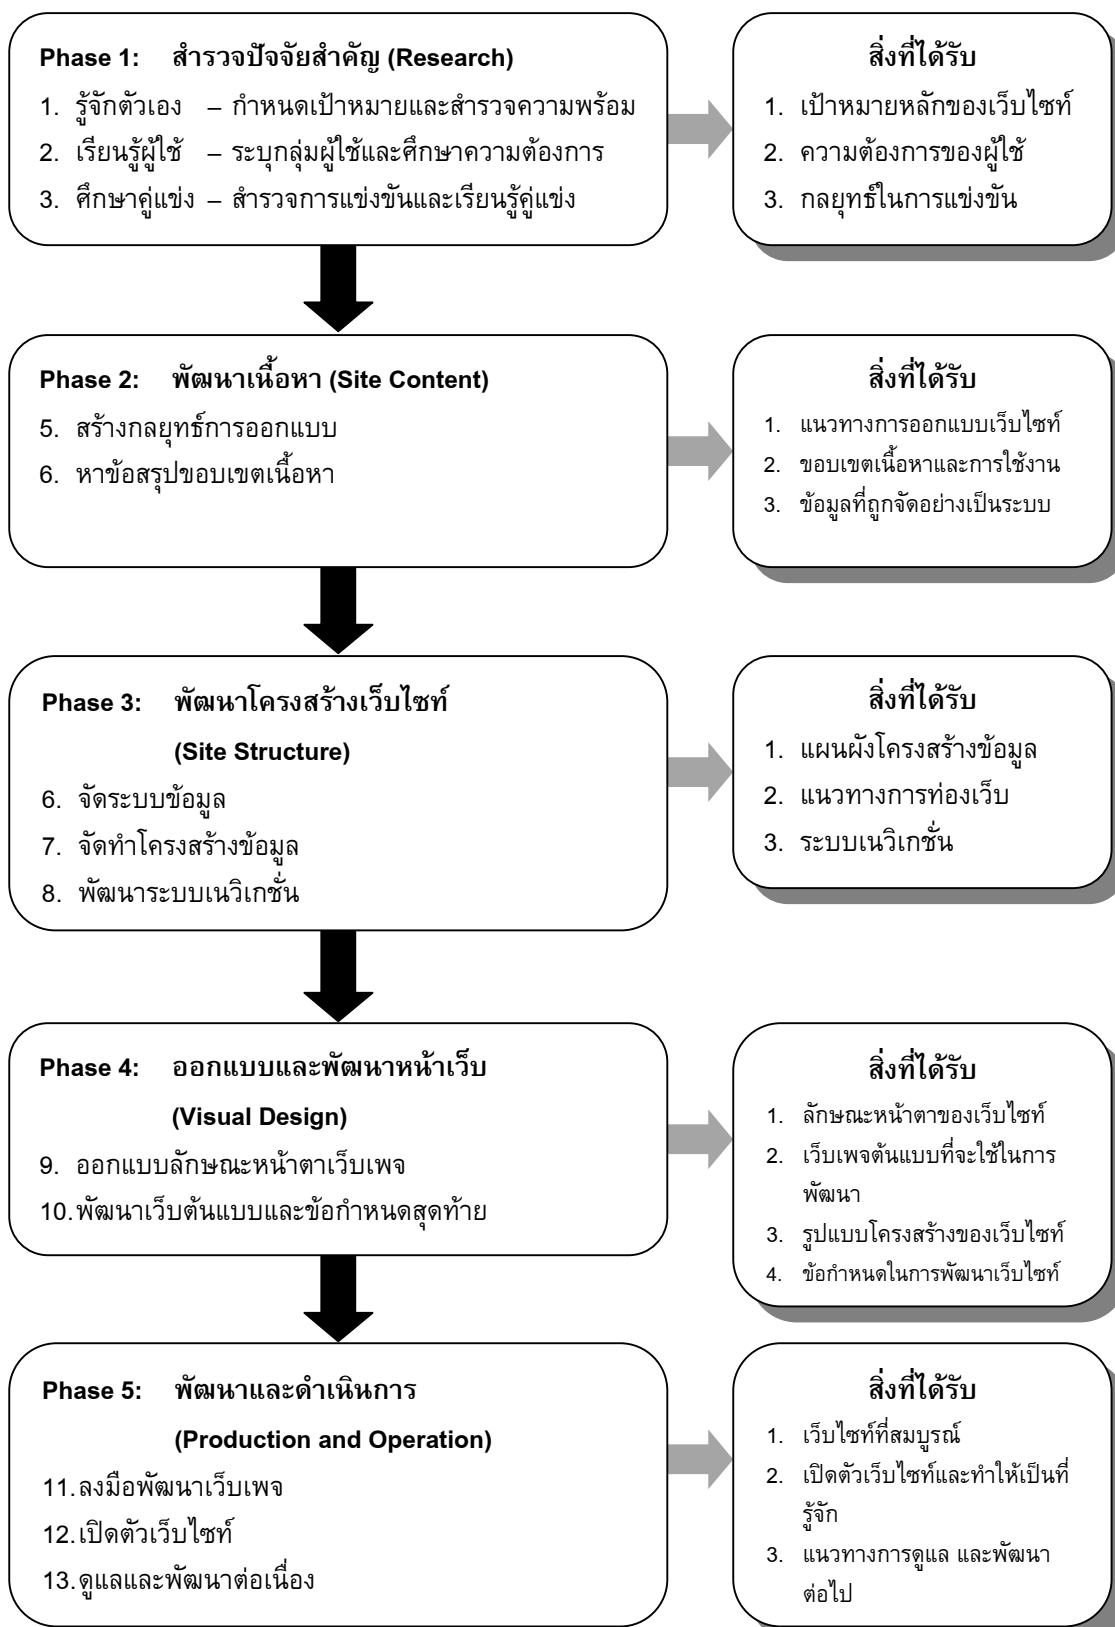 Phase 1: สำรวจปัจจัยสำคัญ (Research)
1. รู้จักตัวเอง – กำหนดเป้าหมายและสำรวจความพร้อม
2. เรียนรู้ผู้ใช้ – ระบุกลุ่มผู้ใช้และศึกษาความต้องการ
3. ศึกษาคู่แข่ง – สำรวจการแข่งขันและเรียนรู้คู่แข่ง
สิ่งที่ได้รับ
1. เป้าหมายหลักของเว็บไซท์
2. ความต้องการของผู้ใช้
3. กลยุทธ์ในการแข่งขัน
Phase 2: พัฒนาเนื้อหา (Site Content)
5. สร้างกลยุทธ์การออกแบบ
6. หาข้อสรุปขอบเขตเนื้อหา
สิ่งที่ได้รับ
1. แนวทางการออกแบบเว็บไซท์
2. ขอบเขตเนื้อหาและการใช้งาน
3. ข้อมูลที่ถูกจัดอย่างเป็นระบบ
Phase 3: พัฒนาโครงสร้างเว็บไซท์
(Site Structure)
6. จัดระบบข้อมูล
7. จัดทำโครงสร้างข้อมูล
8. พัฒนาระบบเนวิเกชั่น
สิ่งที่ได้รับ
1. แผนผังโครงสร้างข้อมูล
2. แนวทางการท่องเว็บ
3. ระบบเนวิเกชั่น
Phase 4: ออกแบบและพัฒนาหน้าเว็บ
(Visual Design)
9. ออกแบบลักษณะหน้าตาเว็บเพจ
10. พัฒนาเว็บต้นแบบและข้อกำหนดสุดท้าย
สิ่งที่ได้รับ
1. ลักษณะหน้าตาของเว็บไซท์
2. เว็บเพจต้นแบบที่จะใช้ในการ
พัฒนา
3. รูปแบบโครงสร้างของเว็บไซท์
4. ข้อกำหนดในการพัฒนาเว็บไซท์
Phase 5: พัฒนาและดำเนินการ
(Production and Operation)
11. ลงมือพัฒนาเว็บเพจ
12. เปิดตัวเว็บไซท์
13. ดูแลและพัฒนาต่อเนื่อง
สิ่งที่ได้รับ
1. เว็บไซท์ที่สมบูรณ์
2. เปิดตัวเว็บไซท์และทำให้เป็นที่
รู้จัก
3. แนวทางการดูแล และพัฒนา
ต่อไป